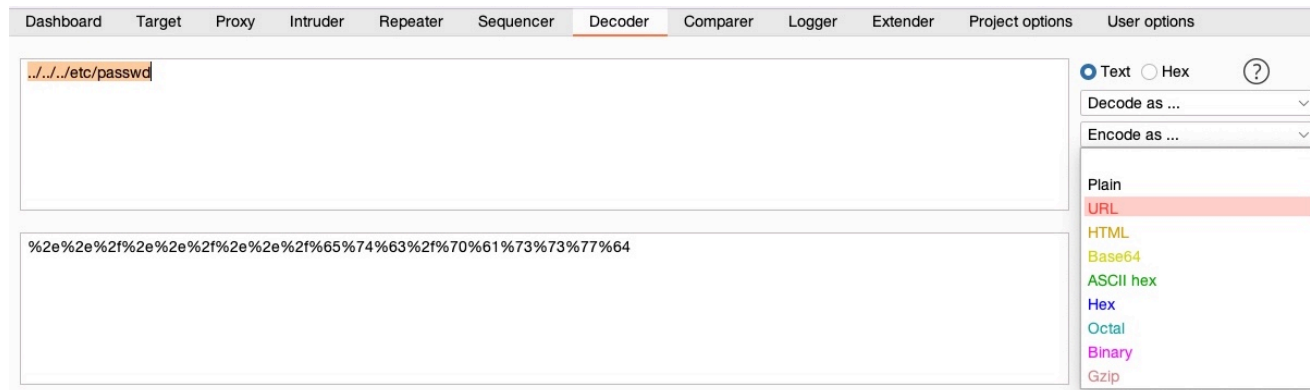 Dashboard Target Proxy Intruder Repeater Sequencer Decoder Comparer Logger Extender Project options User options
../../../etc/passwd
Text Hex ?
Decode as ...
Encode as ...
Plain
URL
HTML
Base64
ASCII hex
Hex
Octal
Binary
Gzip
%2e%2e%2f%2e%2e%2f%2e%2e%2f%65%74%63%2f%70%61%73%73%77%64